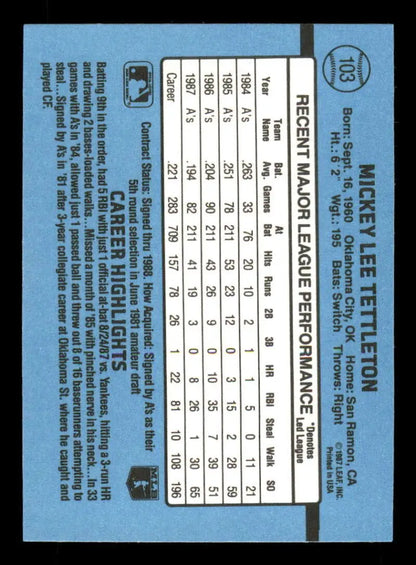 103
MICKEY LEE TETTLETON
Born: Sept. 16, 1960 Oklahoma City, OK Home: San Ramon, CA
Ht.: 6' 2" Wgt.: 195 Bats: Switch Throws: Right
©1987 LEAF, INC.
Printed in USA
RECENT MAJOR LEAGUE PERFORMANCE *Denotes Led League
Team Bat. At
Year Name Avg. Games Bat Hits Runs 2B 3B HR RBI Steal Walk SO
1984 A's .263 33 76 20 10 2 1 1 5 0 11 21
1985 A's .251 78 211 53 23 12 0 3 15 2 28 59
1986 A's .204 90 211 43 26 9 0 10 35 7 39 51
1987 A's .194 82 211 41 19 3 0 8 26 1 30 65
Career .221 283 709 157 78 26 1 22 81 10 108 196
Contract Status: Signed thru 1988. How Acquired: Signed by A's as their
5th round selection in June 1981 amateur draft
CAREER HIGHLIGHTS
Batting 9th in the order, had 5 RBI with just 1 official at-bat 8/24/87 vs. Yankees, hitting a 3-run HR
and drawing 2 bases-loaded walks... Missed a month of '85 with pinched nerve in his neck... In 33
games with A's in '84, allowed just 1 passed ball and threw out 8 of 16 baserunners attempting to
steal...Signed by A's in '81 after 3-year collegiate career at Oklahoma St. where he caught and
played CF.